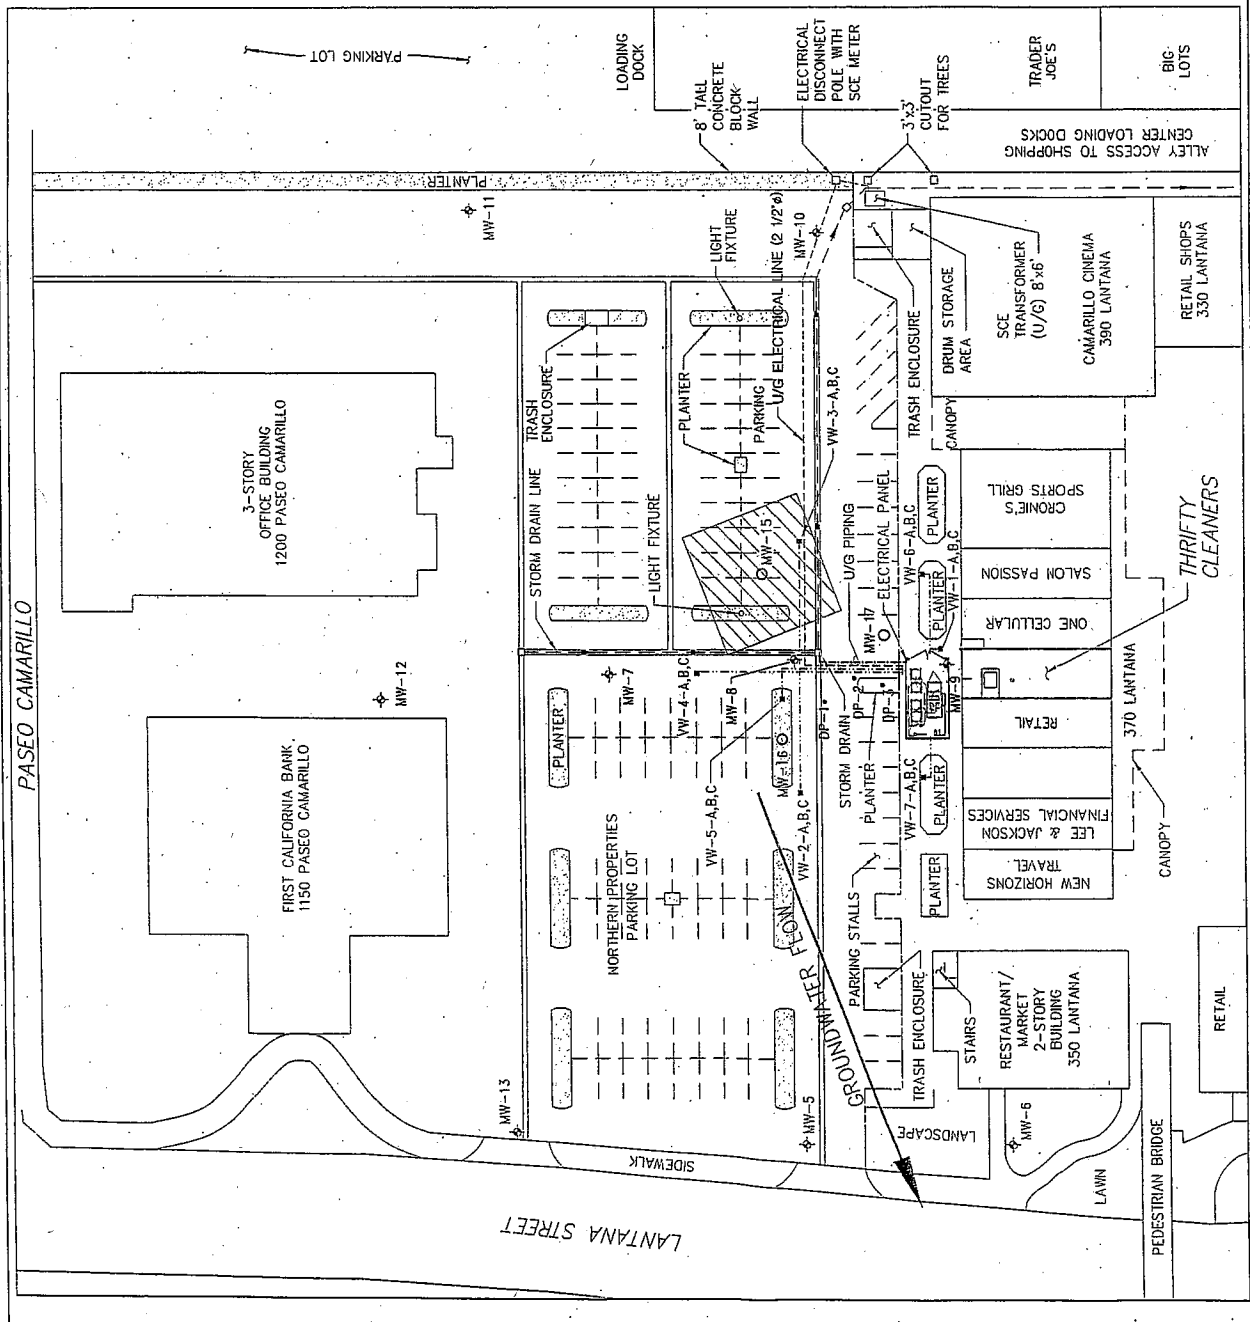 PASEO CAMARILLO
PARKING LOT
LOADING
DOCK
8' TALL
CONCRETE
BLOCK
WALL
ELECTRICAL
DISCONNECT
POLE WITH
SCE METER
3'x3'
CUTOUT
FOR TREES
TRADER
JOE'S
BIG
LOTS
ALLEY ACCESS TO SHOPPING
CENTER LOADING DOCKS
PLANTER
MW-11
LIGHT
FIXTURE
U/G ELECTRICAL LINE (2 1/2"ø)
MW-10
3-STORY
OFFICE BUILDING
1200 PASEO CAMARILLO
TRASH
ENCLOSURE
STORM DRAIN LINE
PLANTER
PARKING
LIGHT FIXTURE
MW-15
VW-3-A,B,C
DRUM STORAGE
AREA
TRASH ENCLOSURE
SCE
TRANSFORMER
(U/G) 8'x6'
CAMARILLO CINEMA
390 LANTANA
RETAIL SHOPS
330 LANTANA
CANOPY
U/G PIPING
ELECTRICAL PANEL
VW-6-A,B,C
VW-1-A,B,C
PLANTER
PLANTER
CRONIE'S
SPORTS GRILL
SALON PASSION
ONE CELLULAR
THRIFTY
CLEANERS
MW-17
MW-9
RETAIL
370 LANTANA
MW-12
MW-7
VW-4-A,B,C
MW-8
DP-1
DP-2
DP-3
STORM DRAIN
PLANTER
PLANTER
MW-16
VW-5-A,B,C
VW-2-A,B,C
VW-7-A,B,C
PLANTER
PLANTER
LEE & JACKSON
FINANCIAL SERVICES
NEW HORIZONS
TRAVEL
CANOPY
FIRST CALIFORNIA BANK
1150 PASEO CAMARILLO
NORTHERN PROPERTIES
PARKING LOT
PARKING STALLS
GROUNDWATER FLOW
TRASH ENCLOSURE
STAIRS
RESTAURANT/
MARKET
2-STORY
BUILDING
350 LANTANA
RETAIL
MW-13
MW-5
MW-6
LANDSCAPE
SIDEWALK
LAWN
PEDESTRIAN BRIDGE
LANTANA STREET